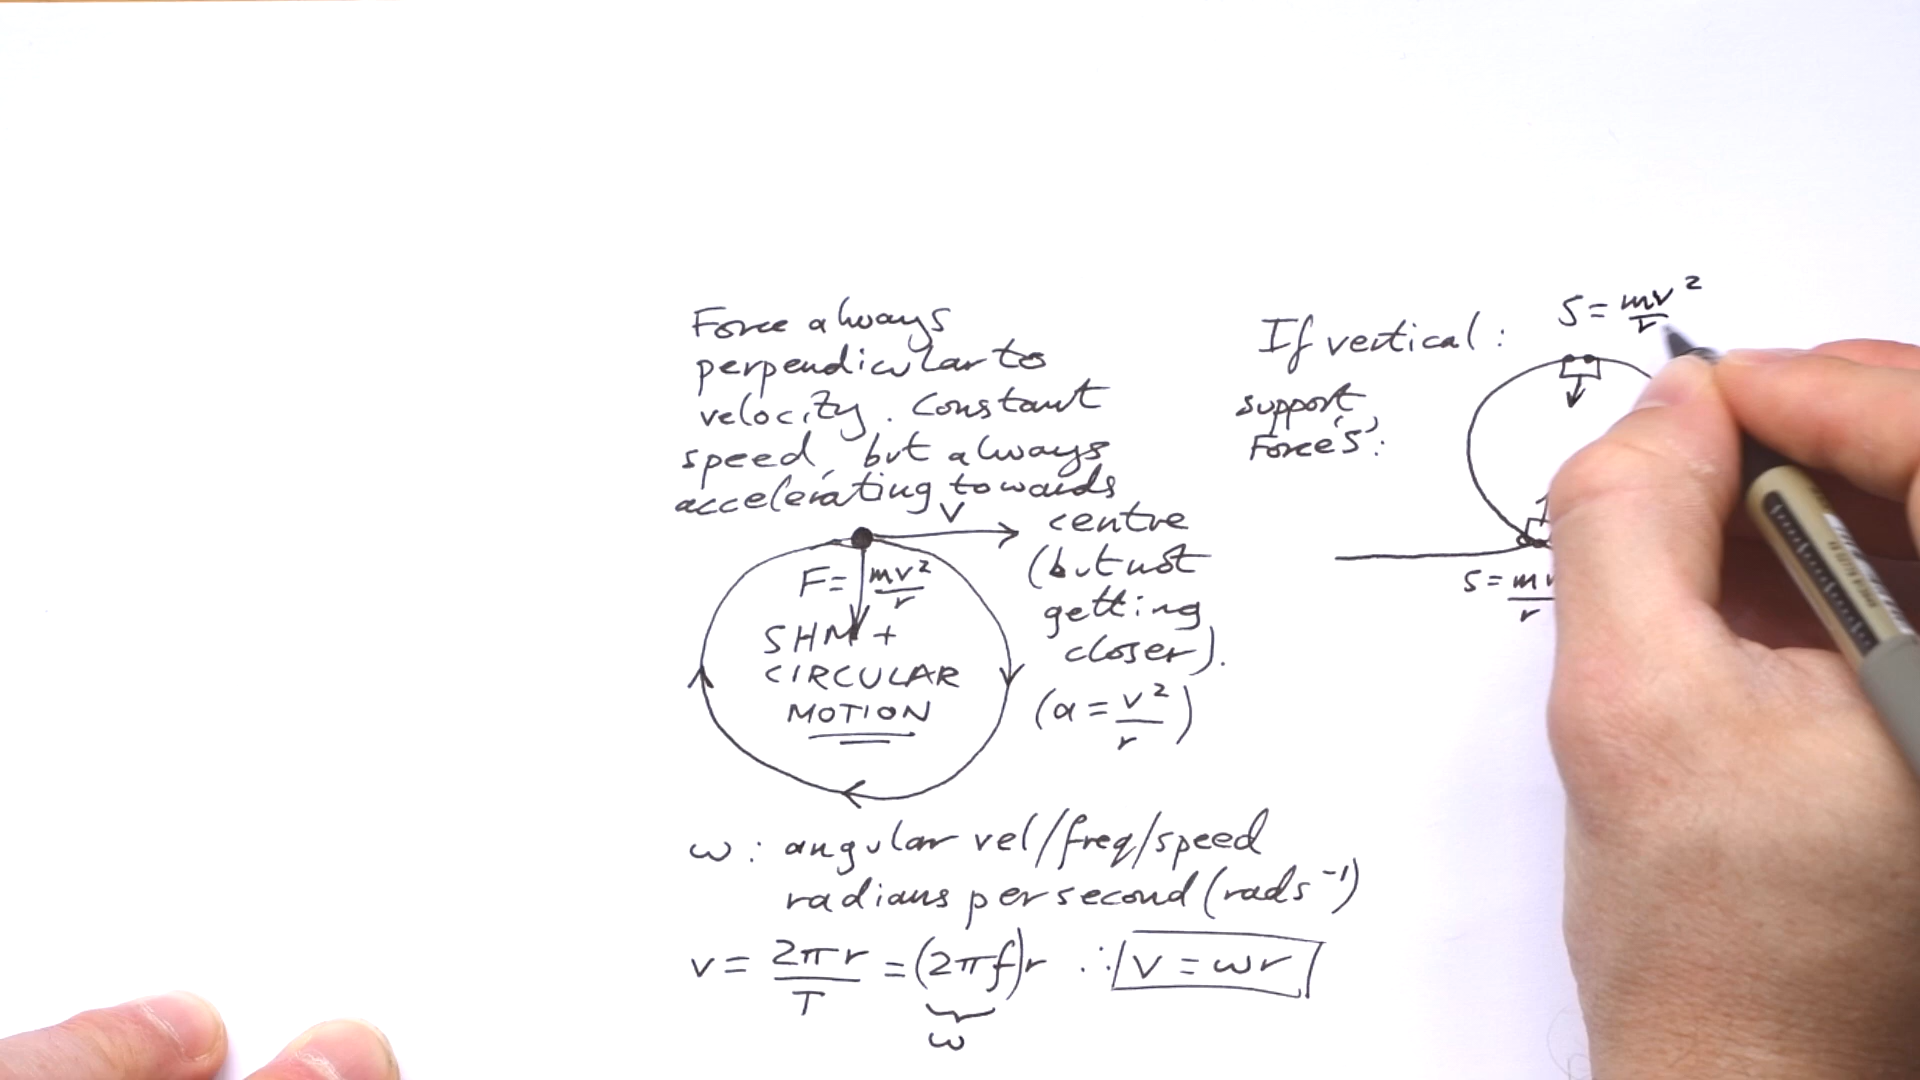 Force always
perpendicular to
velocity. Constant
speed, but always
accelerating towards
centre
(but not
getting
closer).
(a = v²/r)
V
F = mv²/r
SHM +
CIRCULAR
MOTION
ω : angular vel/freq/speed
radians per second (rads⁻¹)
v = 2πr/T = (2πf)r ∴ v = ωr
ω
If vertical :
support
Force 'S' :
S = mv²/r
S = m
r